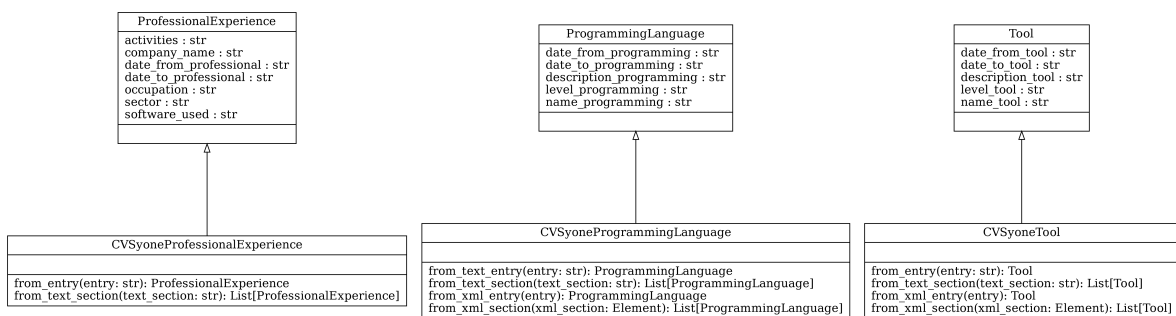 ProfessionalExperience
activities : str
company_name : str
date_from_professional : str
date_to_professional : str
occupation : str
sector : str
software_used : str
ProgrammingLanguage
date_from_programming : str
date_to_programming : str
description_programming : str
level_programming : str
name_programming : str
Tool
date_from_tool : str
date_to_tool : str
description_tool : str
level_tool : str
name_tool : str
CVSyoneProfessionalExperience
from_entry(entry: str): ProfessionalExperience
from_text_section(text_section: str): List[ProfessionalExperience]
CVSyoneProgrammingLanguage
from_text_entry(entry: str): ProgrammingLanguage
from_text_section(text_section: str): List[ProgrammingLanguage]
from_xml_entry(entry): ProgrammingLanguage
from_xml_section(xml_section: Element): List[ProgrammingLanguage]
CVSyoneTool
from_entry(entry: str): Tool
from_text_section(text_section: str): List[Tool]
from_xml_entry(entry): Tool
from_xml_section(xml_section: Element): List[Tool]